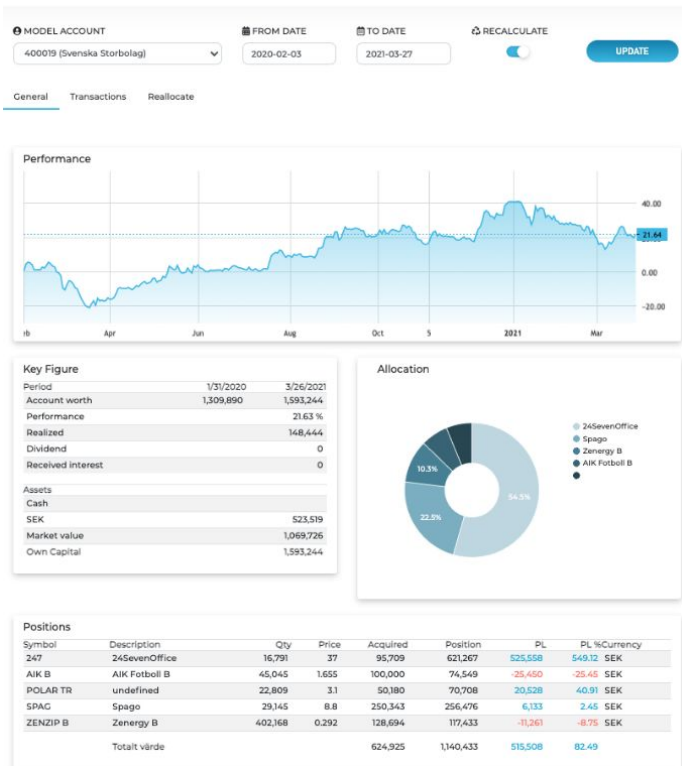 MODEL ACCOUNT FROM DATE TO DATE RECALCULATE
400019 (Svenska Storbolag) 2020-02-03 2021-03-27 UPDATE
General Transactions Reallocate
Performance
40.00
21.64
0.00
-20.00
Apr Jun Aug Oct 5 2021 Mar
Key Figure
Period 1/31/2020 3/26/2021
Account worth 1,309,890 1,593,244
Performance 21.63 %
Realized 148,444
Dividend 0
Received interest 0
Assets
Cash
SEK 523,519
Market value 1,069,726
Own Capital 1,593,244
Allocation
10.3%
22.5%
54.5%
24SevenOffice
Spago
Zenergy B
AIK Fotboll B
Positions
Symbol Description Qty Price Acquired Position PL PL %Currency
247 24SevenOffice 16,791 37 95,709 621,267 525,558 549.12 SEK
AIK B AIK Fotboll B 45,045 1.655 100,000 74,549 -25,450 -25.45 SEK
POLAR TR undefined 22,809 3.1 50,180 70,708 20,528 40.91 SEK
SPAG Spago 29,145 8.8 250,343 256,476 6,133 2.45 SEK
ZENZIP B Zenergy B 402,168 0.292 128,694 117,433 -11,261 -8.75 SEK
Totalt värde 624,925 1,140,433 515,508 82.49